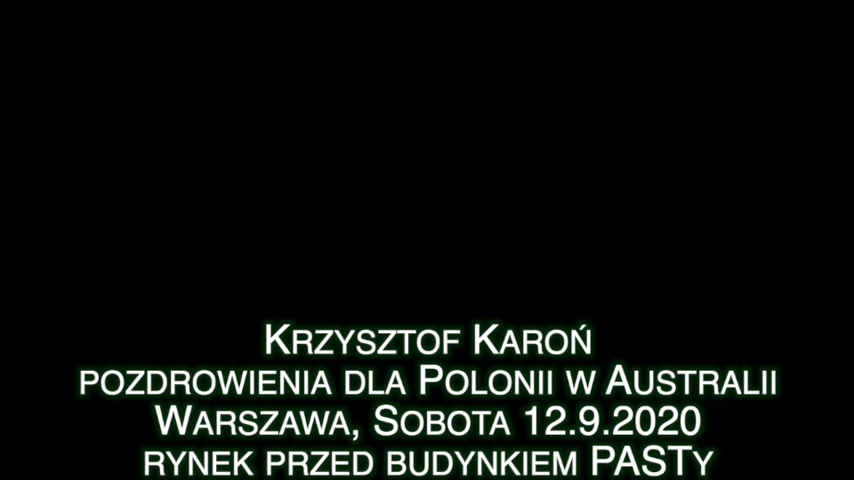 Krzysztof Karoń
pozdrowienia dla Polonii w Australii
Warszawa, Sobota 12.9.2020
rynek przed budynkiem PASTy